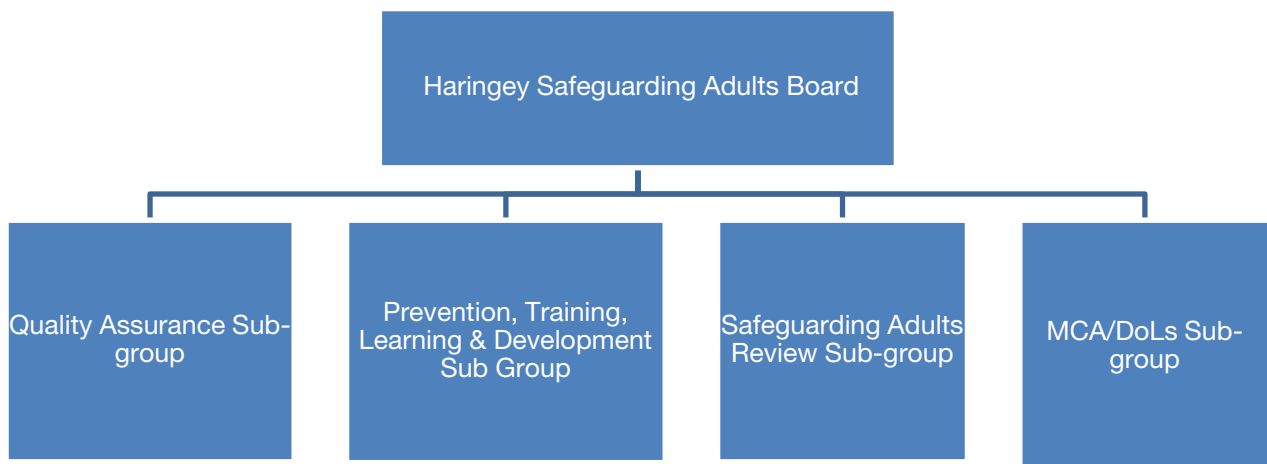 Haringey Safeguarding Adults Board
Quality Assurance Sub-
group
Prevention, Training,
Learning & Development
Sub Group
Safeguarding Adults
Review Sub-group
MCA/DoLs Sub-
group